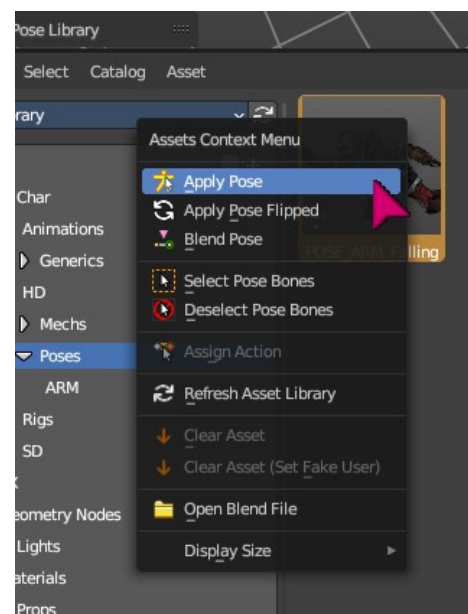 Pose Library
Select Catalog Asset
rary
Assets Context Menu
Apply Pose
Apply Pose Flipped
Blend Pose
Select Pose Bones
Deselect Pose Bones
Assign Action
Refresh Asset Library
Clear Asset
Clear Asset (Set Fake User)
Open Blend File
Display Size
Char
Animations
Generics
HD
Mechs
Poses
ARM
Rigs
SD
eometry Nodes
Lights
aterials
Props
POSE_ARM_Falling